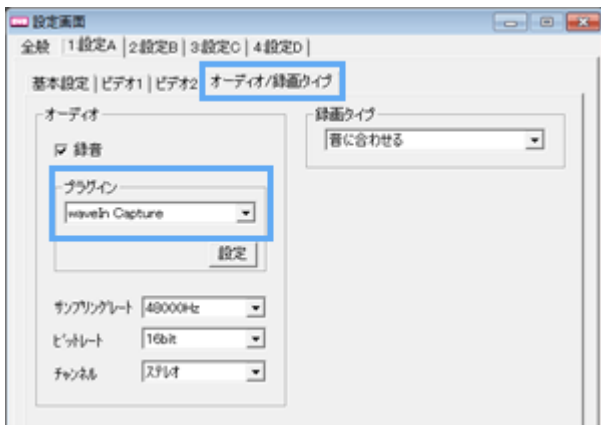 設定画面
全般 1設定A 2設定B 3設定C 4設定D
基本設定 ビデオ1 ビデオ2 オーディオ/録画タイプ
オーディオ
録音
プラグイン
waveIn Capture
設定
サンプリングレート 48000Hz
ビットレート 16bit
チャンネル ステレオ
録画タイプ
音に合わせる